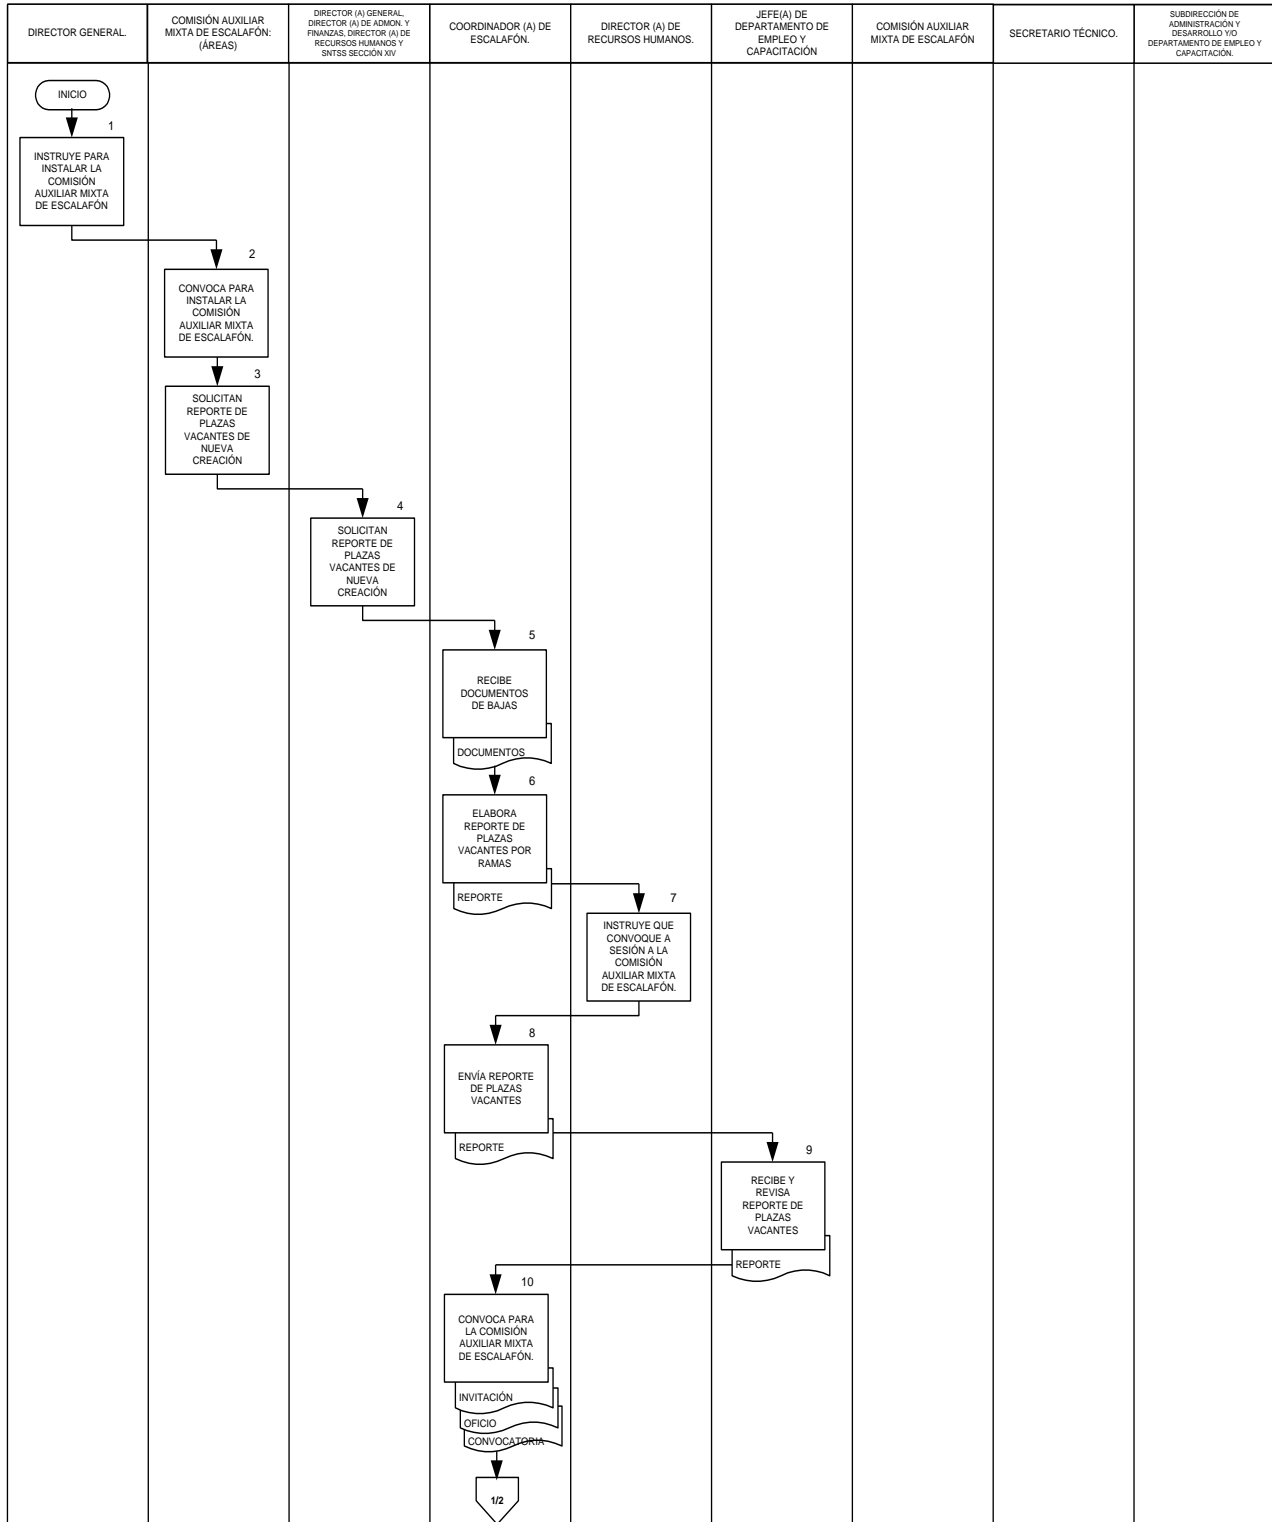 DIRECTOR GENERAL.
COMISIÓN AUXILIAR
MIXTA DE ESCALAFÓN:
(ÁREAS)
DIRECTOR (A) GENERAL,
DIRECTOR (A) DE ADMON. Y
FINANZAS, DIRECTOR (A) DE
RECURSOS HUMANOS Y
SNTSS SECCIÓN XIV
COORDINADOR (A) DE
ESCALAFÓN.
DIRECTOR (A) DE
RECURSOS HUMANOS.
JEFE(A) DE
DEPARTAMENTO DE
EMPLEO Y
CAPACITACIÓN
COMISIÓN AUXILIAR
MIXTA DE ESCALAFÓN
SECRETARIO TÉCNICO.
SUBDIRECCIÓN DE
ADMINISTRACIÓN Y
DESARROLLO Y/O
DEPARTAMENTO DE EMPLEO Y
CAPACITACIÓN.
INICIO
1
INSTRUYE PARA
INSTALAR LA
COMISIÓN
AUXILIAR MIXTA
DE ESCALAFÓN
2
CONVOCA PARA
INSTALAR LA
COMISIÓN
AUXILIAR MIXTA
DE ESCALAFÓN.
3
SOLICITAN
REPORTE DE
PLAZAS
VACANTES DE
NUEVA
CREACIÓN
4
SOLICITAN
REPORTE DE
PLAZAS
VACANTES DE
NUEVA
CREACIÓN
5
RECIBE
DOCUMENTOS
DE BAJAS
DOCUMENTOS
6
ELABORA
REPORTE DE
PLAZAS
VACANTES POR
RAMAS
REPORTE
7
INSTRUYE QUE
CONVOQUE A
SESIÓN A LA
COMISIÓN
AUXILIAR MIXTA
DE ESCALAFÓN.
8
ENVÍA REPORTE
DE PLAZAS
VACANTES
REPORTE
9
RECIBE Y
REVISA
REPORTE DE
PLAZAS
VACANTES
REPORTE
10
CONVOCA PARA
LA COMISIÓN
AUXILIAR MIXTA
DE ESCALAFÓN.
INVITACIÓN
OFICIO
CONVOCATORIA
1/2